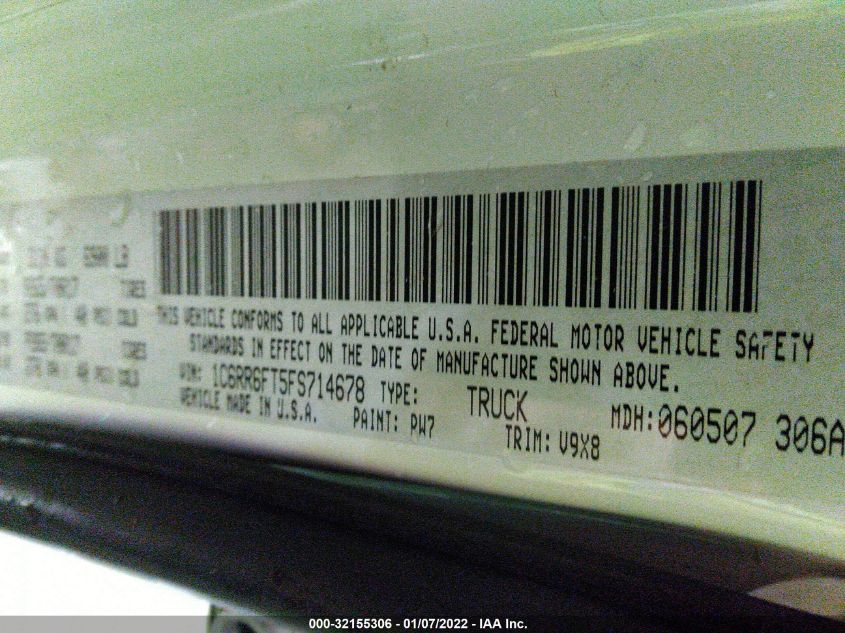 THIS VEHICLE CONFORMS TO ALL APPLICABLE U.S.A. FEDERAL MOTOR VEHICLE SAFETY
STANDARDS IN EFFECT ON THE DATE OF MANUFACTURE SHOWN ABOVE.
VIN: 1C6RR6FT5FS714678 TYPE: TRUCK MDH:060507 306A
VEHICLE MADE IN U.S.A. PAINT: PW7 TRIM: V9X8
000-32155306 - 01/07/2022 - IAA Inc.